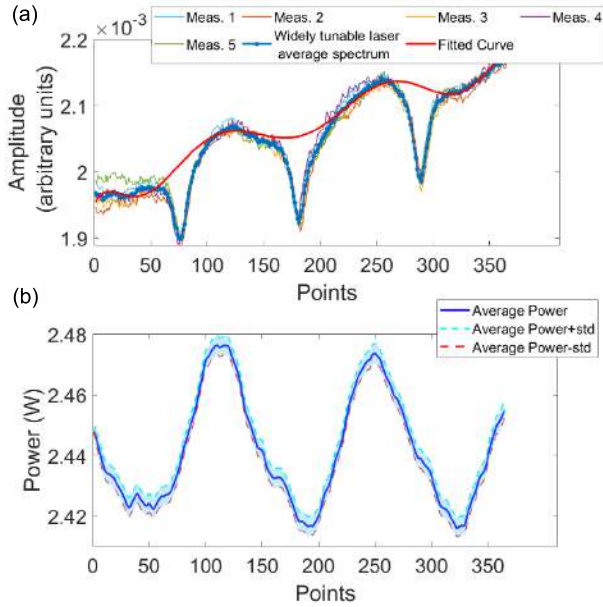 (a)
Meas. 1 Meas. 2 Meas. 3 Meas. 4
Meas. 5 Widely tunable laser average spectrum Fitted Curve
× 10⁻³
2.2
2.1
2
1.9
Amplitude
(arbitrary units)
0 50 100 150 200 250 300 350
Points
(b)
Average Power
Average Power+std
Average Power-std
2.48
2.46
2.44
2.42
Power (W)
0 50 100 150 200 250 300 350
Points